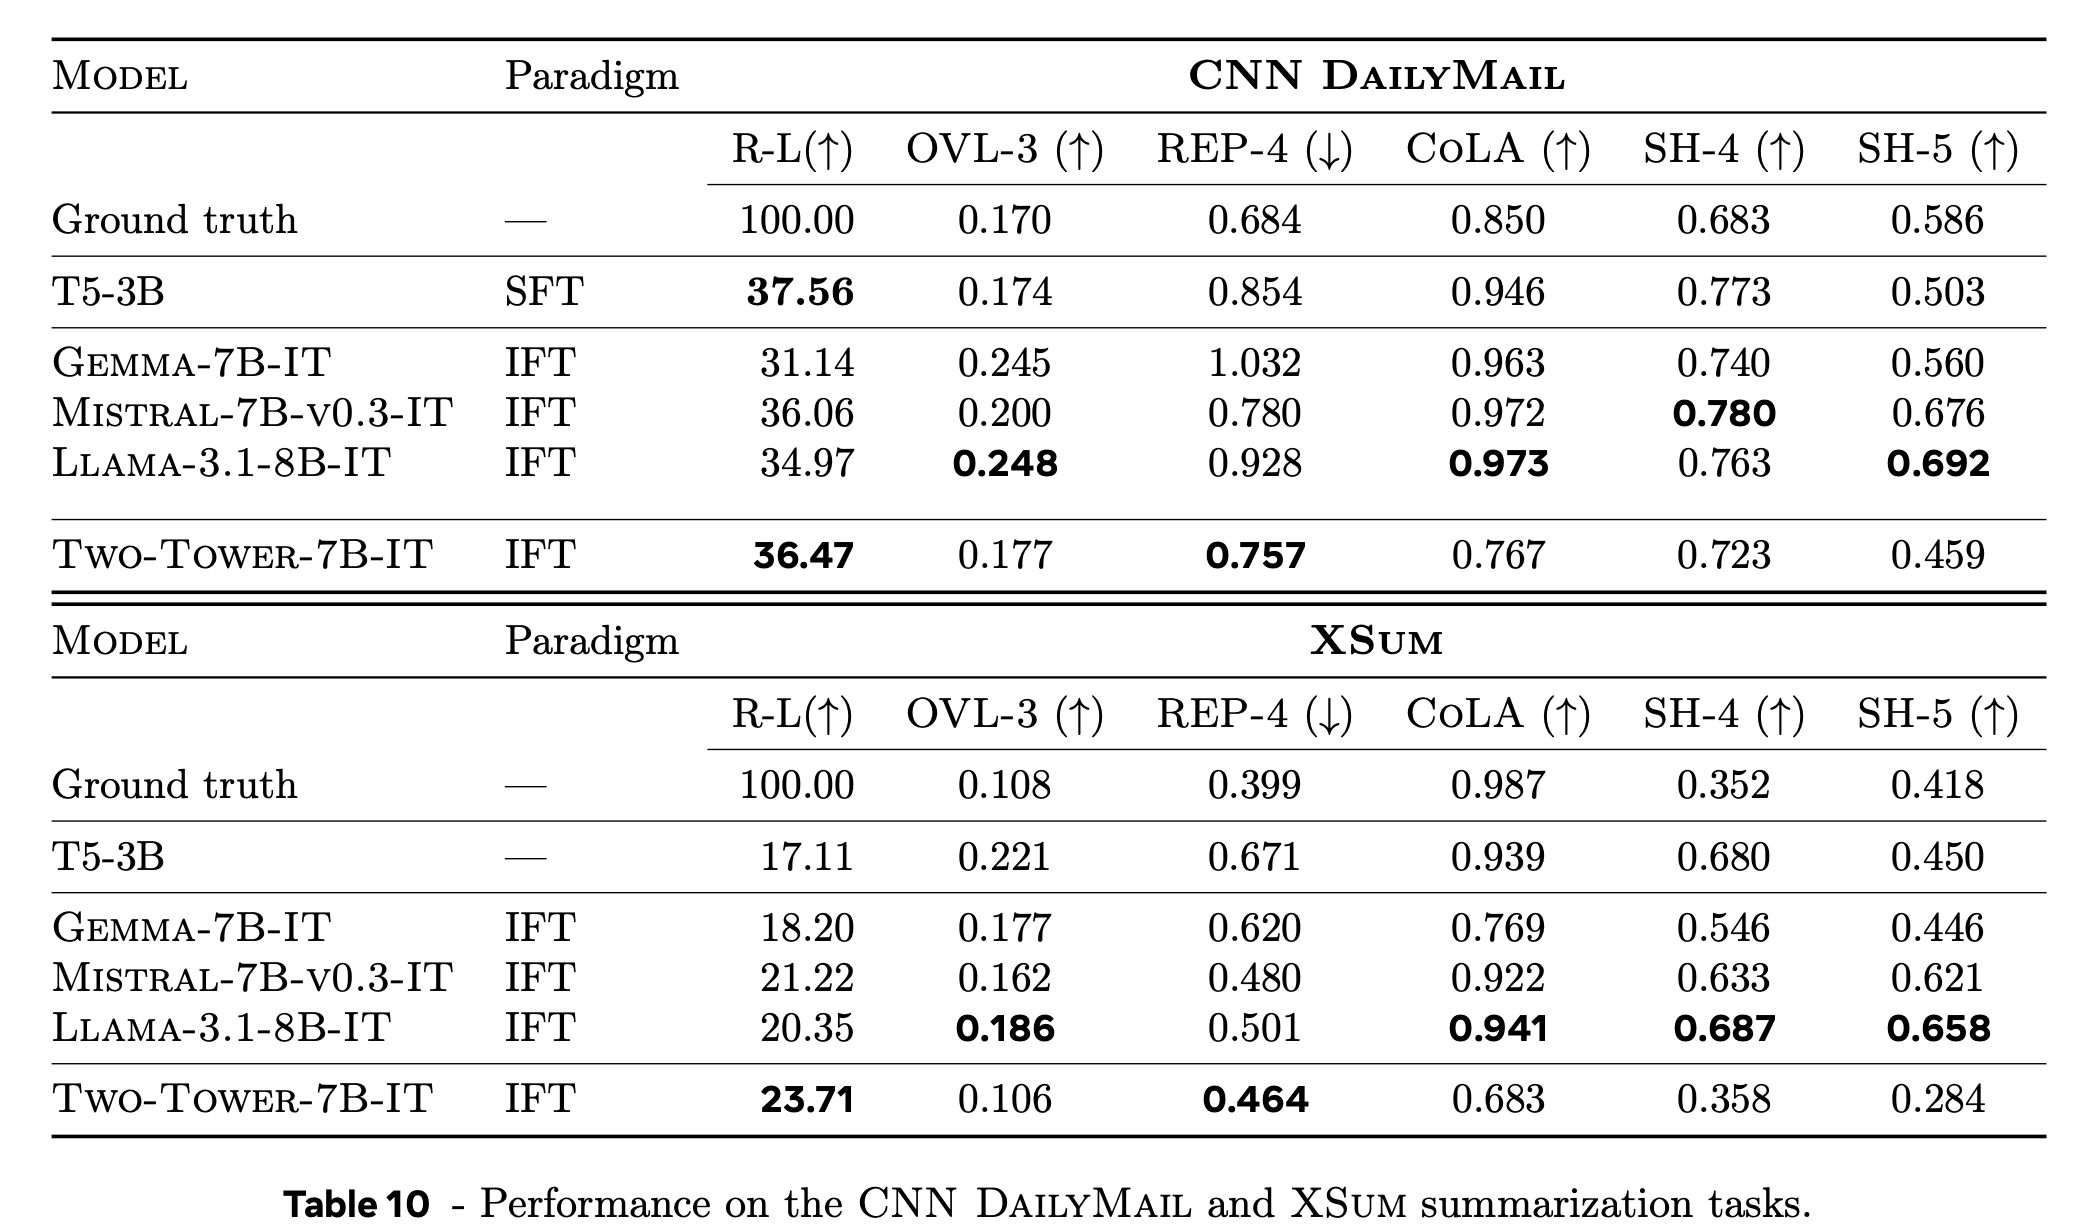 MODEL Paradigm CNN DAILYMAIL
R-L(↑) OVL-3 (↑) REP-4 (↓) COLA (↑) SH-4 (↑) SH-5 (↑)
Ground truth — 100.00 0.170 0.684 0.850 0.683 0.586
T5-3B SFT 37.56 0.174 0.854 0.946 0.773 0.503
GEMMA-7B-IT IFT 31.14 0.245 1.032 0.963 0.740 0.560
MISTRAL-7B-V0.3-IT IFT 36.06 0.200 0.780 0.972 0.780 0.676
LLAMA-3.1-8B-IT IFT 34.97 0.248 0.928 0.973 0.763 0.692
TWO-TOWER-7B-IT IFT 36.47 0.177 0.757 0.767 0.723 0.459
MODEL Paradigm XSUM
R-L(↑) OVL-3 (↑) REP-4 (↓) COLA (↑) SH-4 (↑) SH-5 (↑)
Ground truth — 100.00 0.108 0.399 0.987 0.352 0.418
T5-3B — 17.11 0.221 0.671 0.939 0.680 0.450
GEMMA-7B-IT IFT 18.20 0.177 0.620 0.769 0.546 0.446
MISTRAL-7B-V0.3-IT IFT 21.22 0.162 0.480 0.922 0.633 0.621
LLAMA-3.1-8B-IT IFT 20.35 0.186 0.501 0.941 0.687 0.658
TWO-TOWER-7B-IT IFT 23.71 0.106 0.464 0.683 0.358 0.284
Table 10 - Performance on the CNN DAILYMAIL and XSUM summarization tasks.